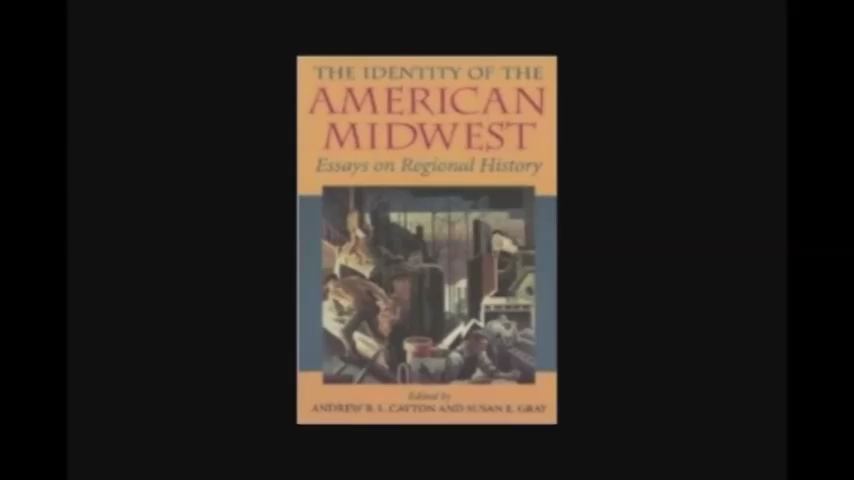 THE IDENTITY OF THE
AMERICAN
MIDWEST
Essays on Regional History
Edited by
ANDREW R. L. CAYTON AND SUSAN E. GRAY